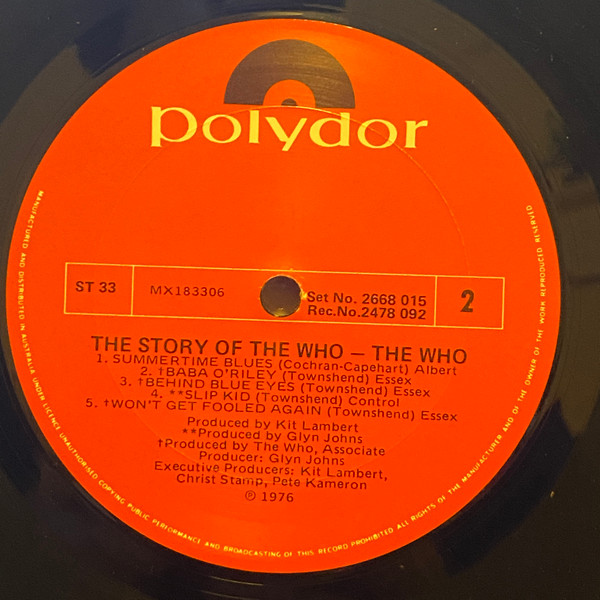 polydor
ST 33
MX183306
Set No. 2668 015
Rec.No.2478 092
2
THE STORY OF THE WHO — THE WHO
1. SUMMERTIME BLUES (Cochran-Capehart) Albert
2. †BABA O'RILEY (Townshend) Essex
3. †BEHIND BLUE EYES (Townshend) Essex
4. **SLIP KID (Townshend) Control
5. †WON'T GET FOOLED AGAIN (Townshend) Essex
Produced by Kit Lambert
**Produced by Glyn Johns
†Produced by The Who, Associate
Producer: Glyn Johns
Executive Producers: Kit Lambert,
Christ Stamp, Pete Kameron
℗ 1976
MANUFACTURED AND DISTRIBUTED IN AUSTRALIA UNDER LICENCE UNAUTHORISED COPYING PUBLIC PERFORMANCE AND BROADCASTING OF THIS RECORD PROHIBITED ALL RIGHTS OF THE MANUFACTURER AND OF THE OWNER OF THE WORK REPRODUCED RESERVED